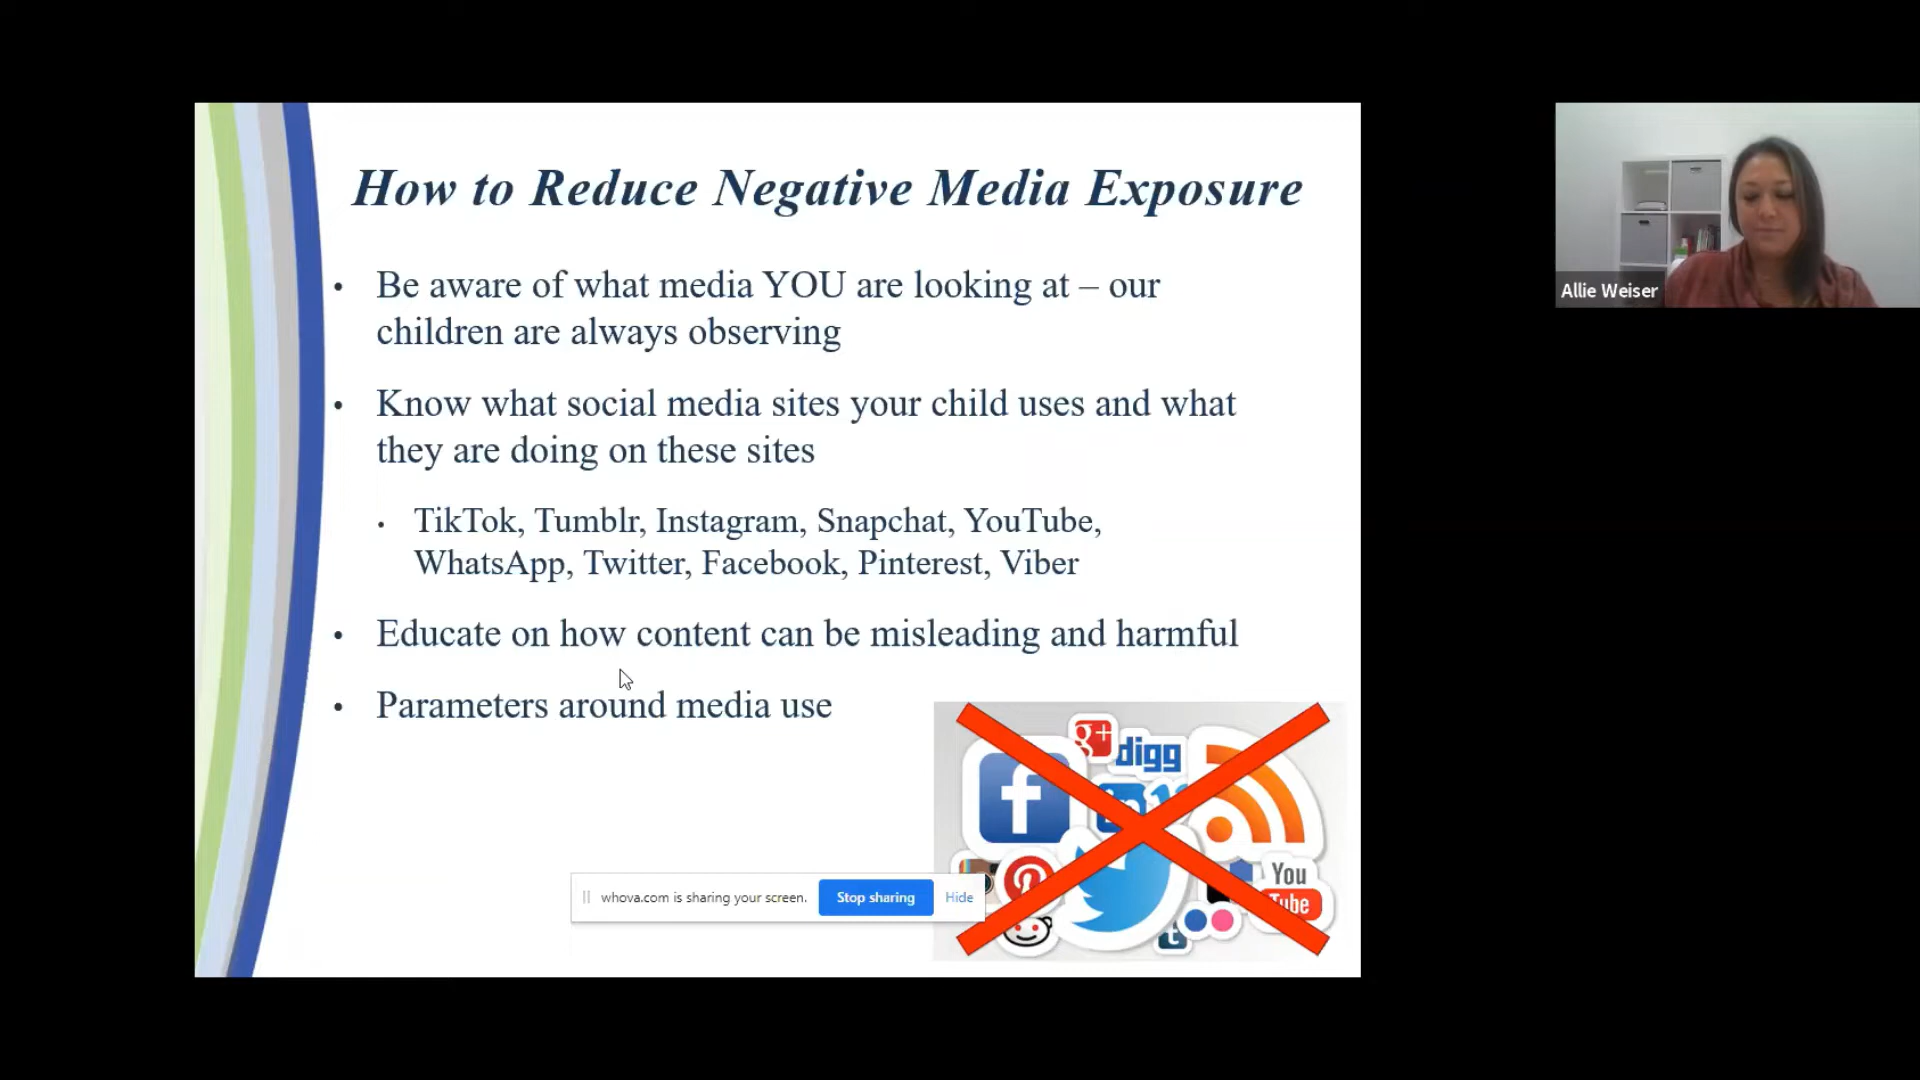 How to Reduce Negative Media Exposure
• Be aware of what media YOU are looking at – our
children are always observing
• Know what social media sites your child uses and what
they are doing on these sites
• TikTok, Tumblr, Instagram, Snapchat, YouTube,
WhatsApp, Twitter, Facebook, Pinterest, Viber
• Educate on how content can be misleading and harmful
• Parameters around media use
g+
digg
f
in
You
Tube
t
whova.com is sharing your screen. Stop sharing Hide
Allie Weiser